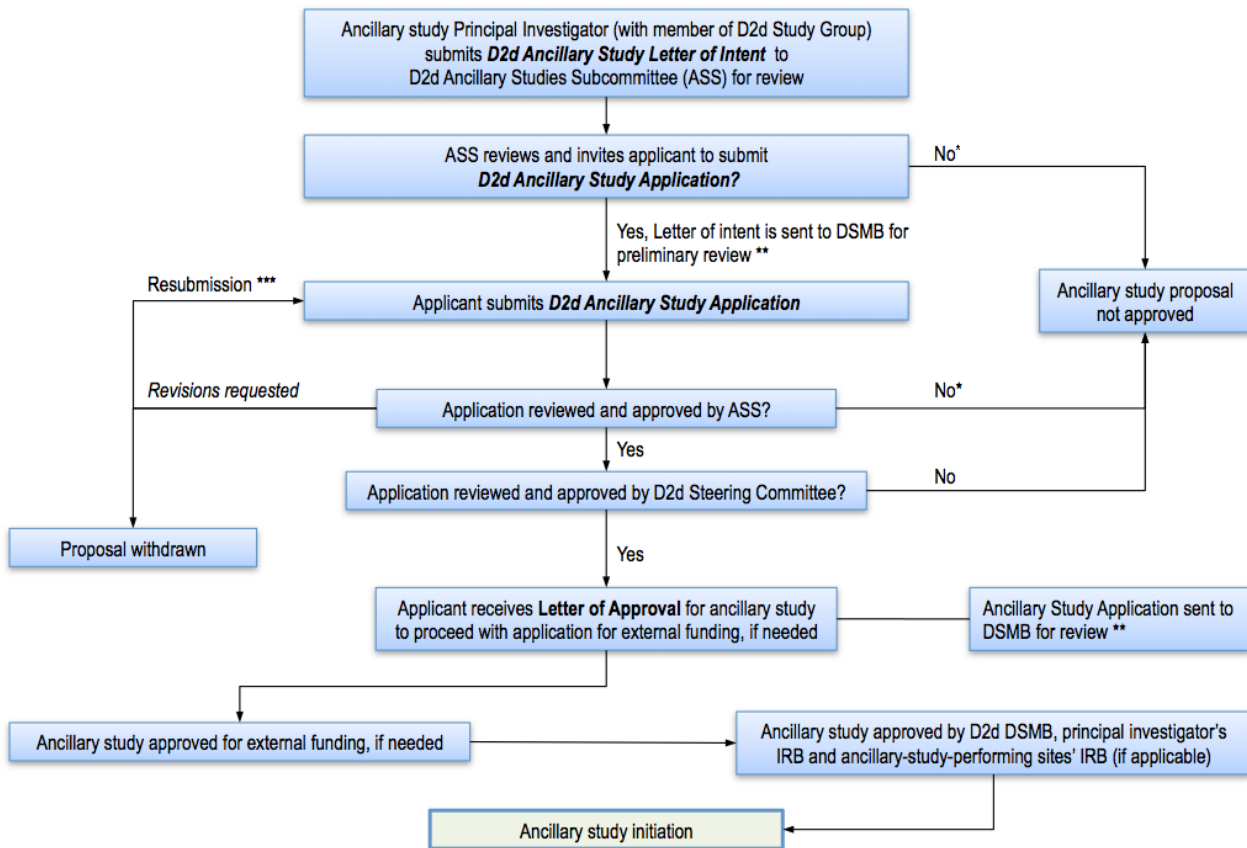 Ancillary study Principal Investigator (with member of D2d Study Group)
submits D2d Ancillary Study Letter of Intent to
D2d Ancillary Studies Subcommittee (ASS) for review
ASS reviews and invites applicant to submit
D2d Ancillary Study Application?
No*
Yes, Letter of intent is sent to DSMB for
preliminary review **
Resubmission ***
Applicant submits D2d Ancillary Study Application
Ancillary study proposal
not approved
Revisions requested
Application reviewed and approved by ASS?
No*
Yes
Application reviewed and approved by D2d Steering Committee?
No
Proposal withdrawn
Yes
Applicant receives Letter of Approval for ancillary study
to proceed with application for external funding, if needed
Ancillary Study Application sent to
DSMB for review **
Ancillary study approved for external funding, if needed
Ancillary study approved by D2d DSMB, principal investigator's
IRB and ancillary-study-performing sites' IRB (if applicable)
Ancillary study initiation